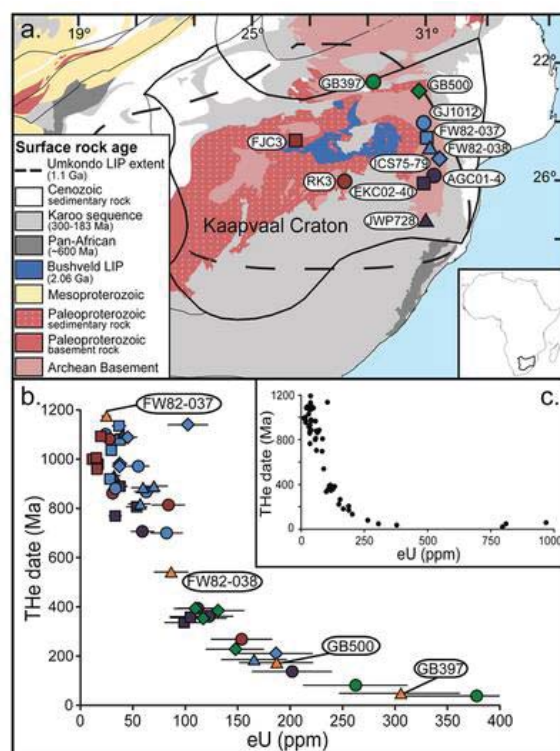 a.
19° 25° 31°
22°
26°
GB397
GB500
GJ1012
FW82-037
FW82-038
FJC3
ICS75-79
AGC01-4
RK3
EKC02-40
JWP728
Kaapvaal Craton
Surface rock age
Umkondo LIP extent
(1.1 Ga)
Cenozoic
sedimentary rock
Karoo sequence
(300-183 Ma)
Pan-African
(~600 Ma)
Bushveld LIP
(2.06 Ga)
Mesoproterozoic
Paleoproterozoic
sedimentary rock
Paleoproterozoic
basement rock
Archean Basement
b.
1200
1000
800
600
400
200
0
THe date (Ma)
0 50 100 150 200 250 300 350 400
eU (ppm)
FW82-037
FW82-038
GB500
GB397
c.
1200
1000
800
600
400
200
0
THe date (Ma)
0 250 500 750 1000
eU (ppm)